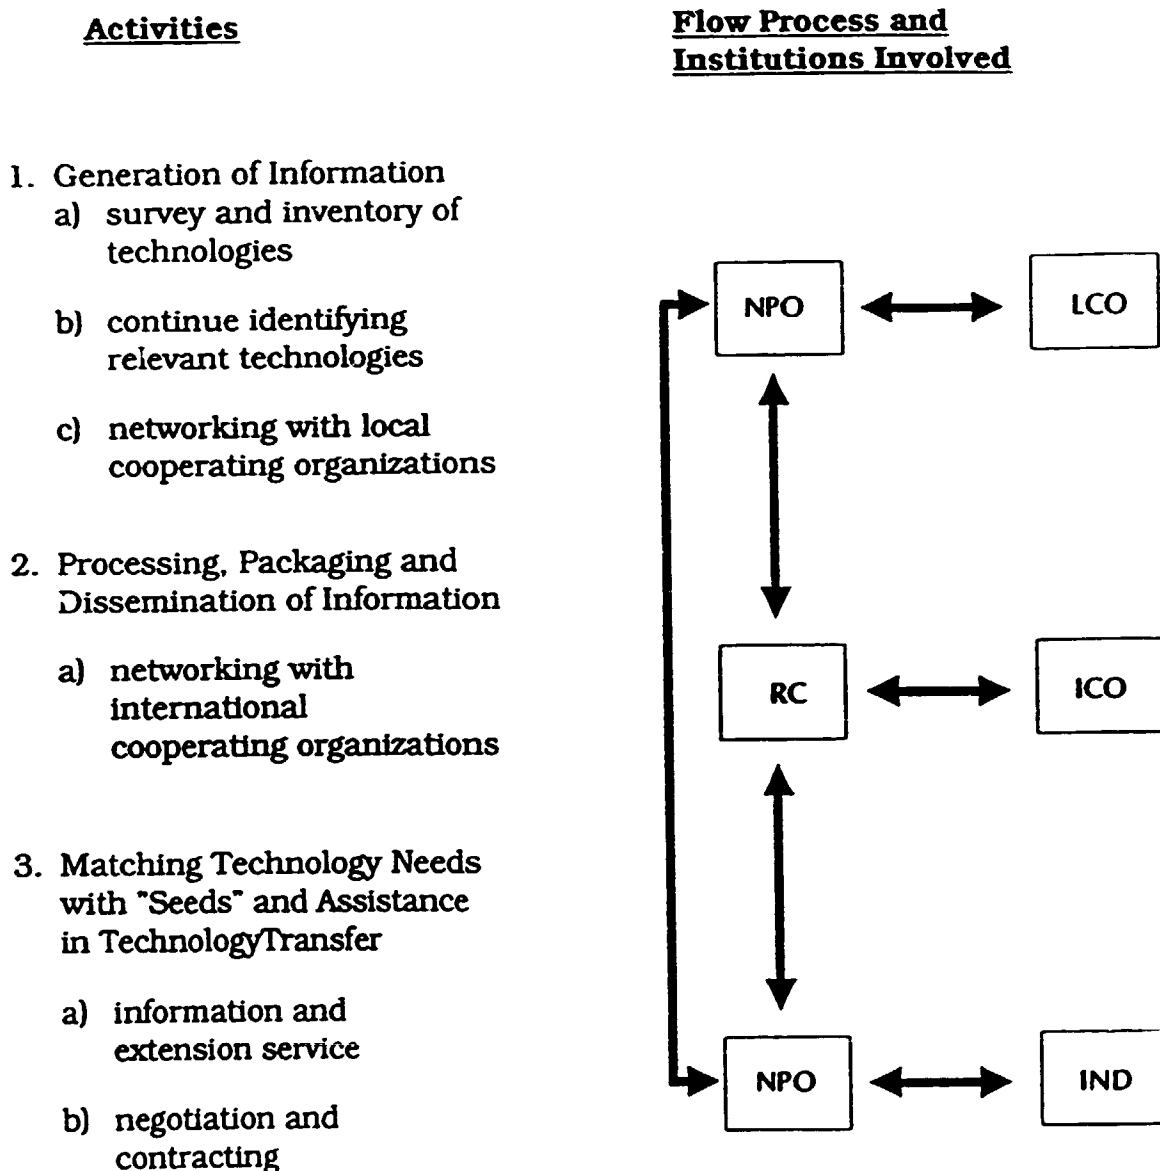 Activities
Flow Process and
Institutions Involved
1. Generation of Information
a) survey and inventory of
technologies
b) continue identifying
relevant technologies
c) networking with local
cooperating organizations
2. Processing, Packaging and
Dissemination of Information
a) networking with
international
cooperating organizations
3. Matching Technology Needs
with "Seeds" and Assistance
in TechnologyTransfer
a) information and
extension service
b) negotiation and
contracting
NPO
LCO
RC
ICO
NPO
IND